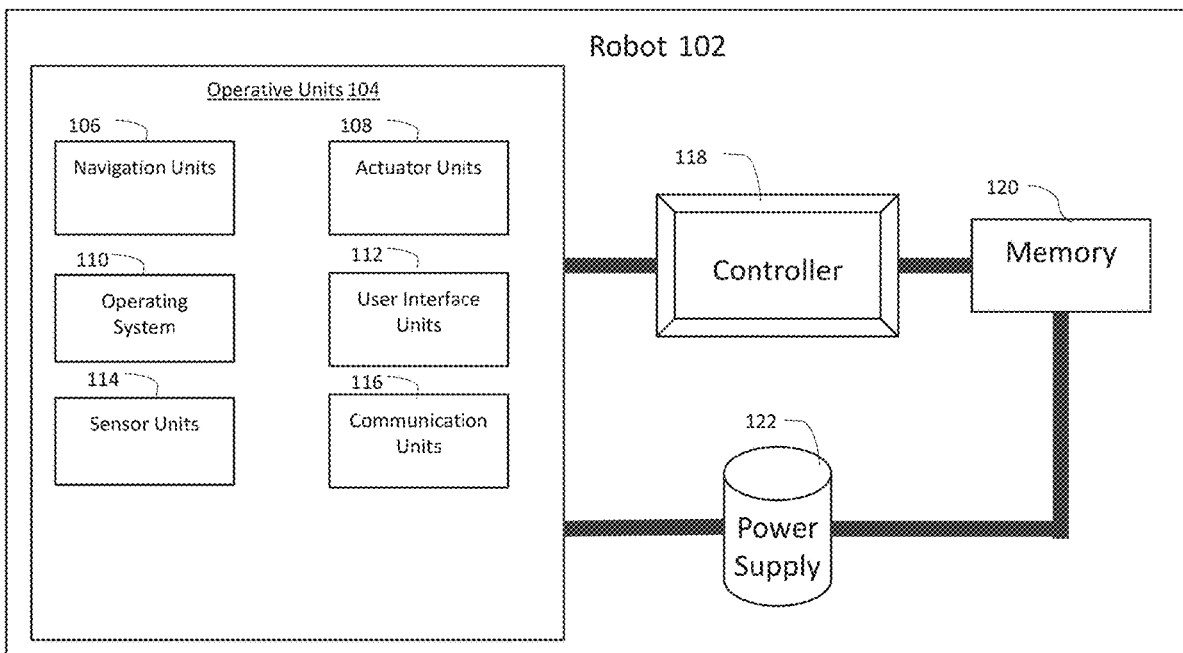 Robot 102
Operative Units 104
106
Navigation Units
108
Actuator Units
110
Operating
System
112
User Interface
Units
114
Sensor Units
116
Communication
Units
118
Controller
120
Memory
122
Power
Supply